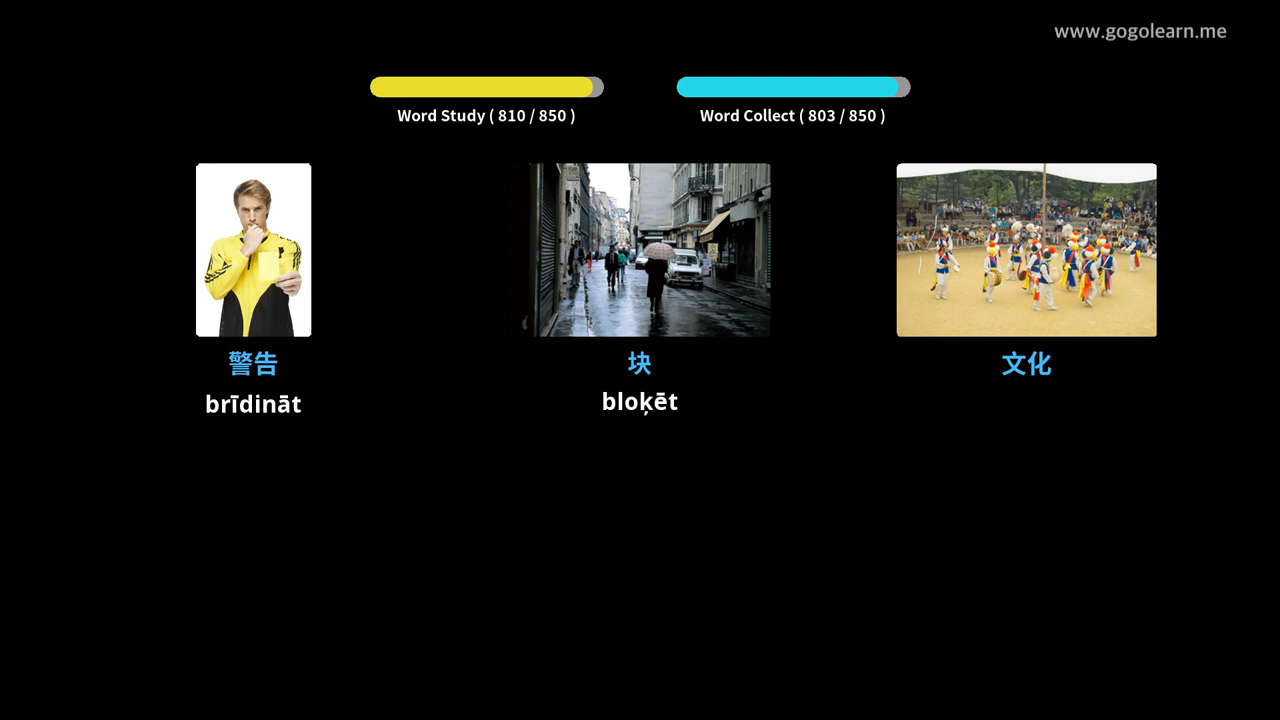 www.gogolearn.me
Word Study ( 810 / 850 )
Word Collect ( 803 / 850 )
警告
块
文化
brīdināt
bloķēt